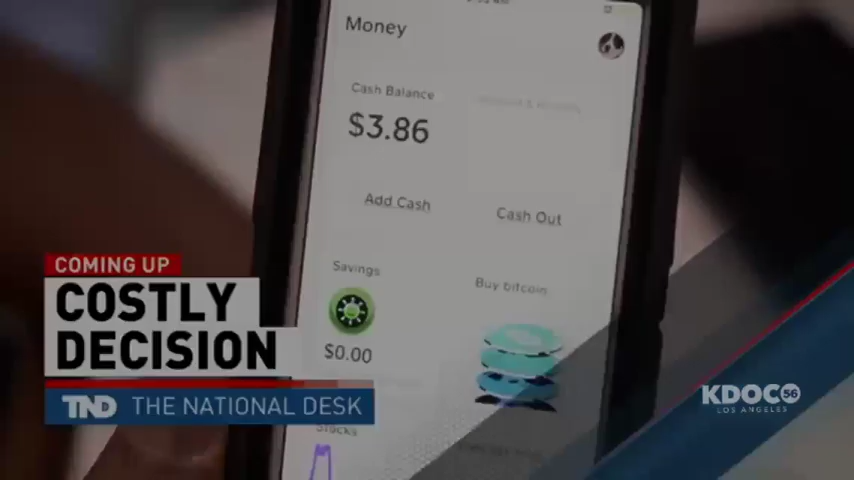 Money
Cash Balance
$3.86
Add Cash
Cash Out
Savings
Buy bitcoin
$0.00
Stocks
COMING UP
COSTLY
DECISION
TND THE NATIONAL DESK
KDOC 56
LOS ANGELES